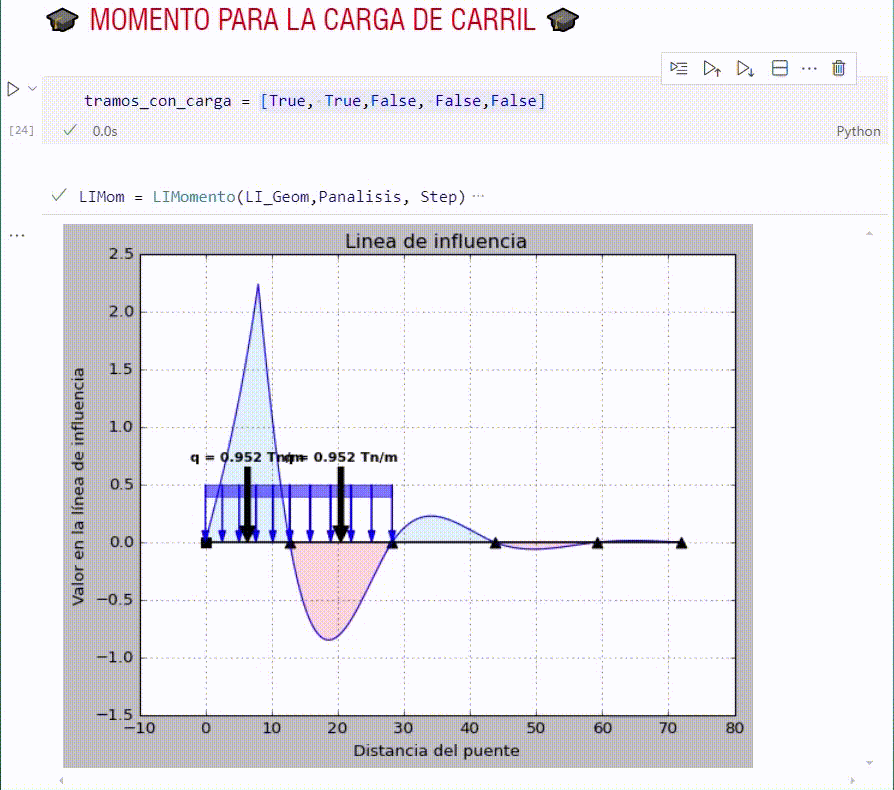 🎓 MOMENTO PARA LA CARGA DE CARRIL 🎓
tramos_con_carga = [True, True,False, False,False]
[24]
0.0s
Python
LIMom = LIMomento(LI_Geom,Panalisis, Step) ···
Linea de influencia
2.5
2.0
1.5
1.0
q = 0.952 Tn/m q = 0.952 Tn/m
0.5
0.0
−0.5
−1.0
−1.5
Valor en la línea de influencia
−10 0 10 20 30 40 50 60 70 80
Distancia del puente